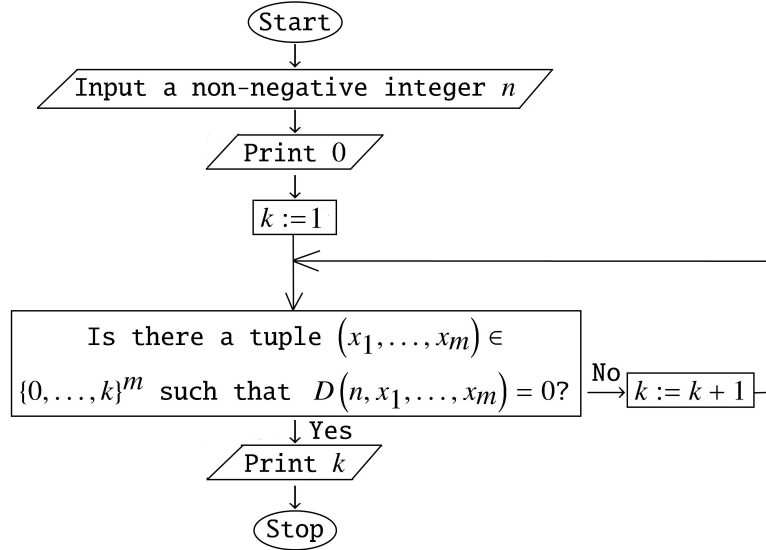 Start
Input a non-negative integer n
Print 0
k := 1
Is there a tuple (x₁, . . . , xₘ) ∈
{0, . . . , k}ᵐ such that D(n, x₁, . . . , xₘ) = 0?
No
k := k + 1
Yes
Print k
Stop